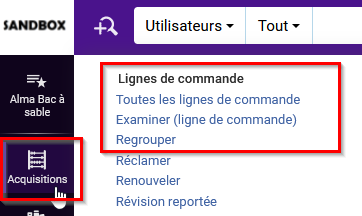 SANDBOX
Utilisateurs
Tout
Alma Bac à
sable
Acquisitions
Lignes de commande
Toutes les lignes de commande
Examiner (ligne de commande)
Regrouper
Réclamer
Renouveler
Révision reportée